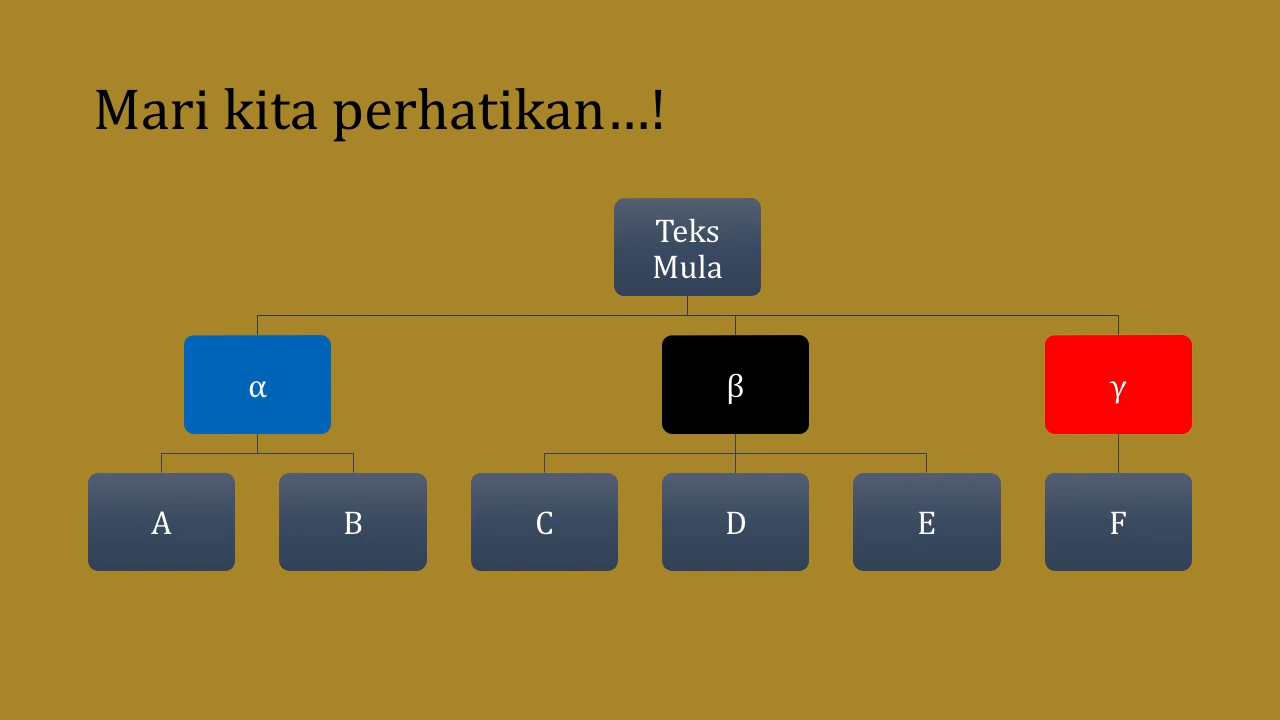 Mari kita perhatikan…!
Teks
Mula
α
β
γ
A
B
C
D
E
F